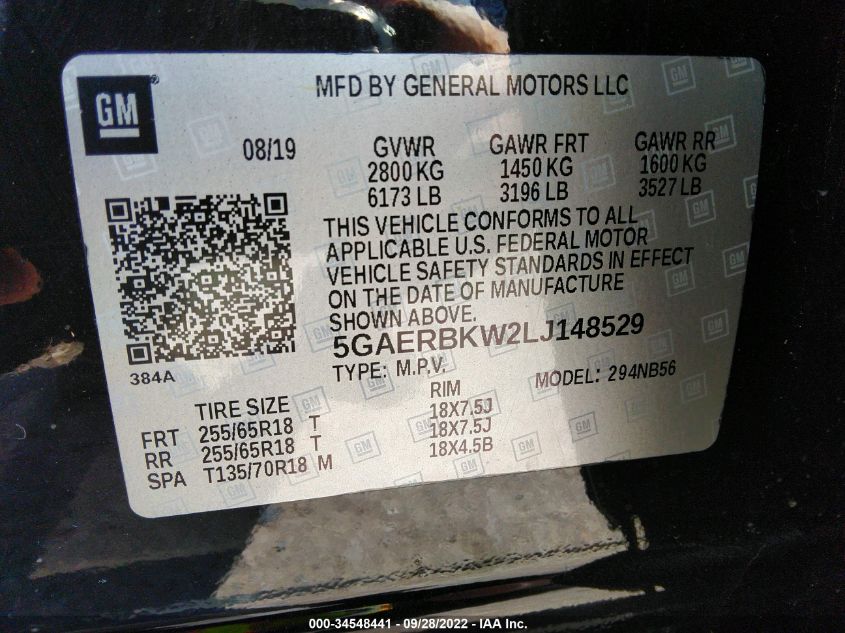 GM ®
MFD BY GENERAL MOTORS LLC
08/19 GVWR GAWR FRT GAWR RR
2800 KG 1450 KG 1600 KG
6173 LB 3196 LB 3527 LB
THIS VEHICLE CONFORMS TO ALL
APPLICABLE U.S. FEDERAL MOTOR
VEHICLE SAFETY STANDARDS IN EFFECT
ON THE DATE OF MANUFACTURE
SHOWN ABOVE.
5GAERBKW2LJ148529
384A
TYPE: M.P.V. MODEL: 294NB56
TIRE SIZE RIM
FRT 255/65R18 T 18X7.5J
RR 255/65R18 T 18X7.5J
SPA T135/70R18 M 18X4.5B
000-34548441 - 09/28/2022 - IAA Inc.